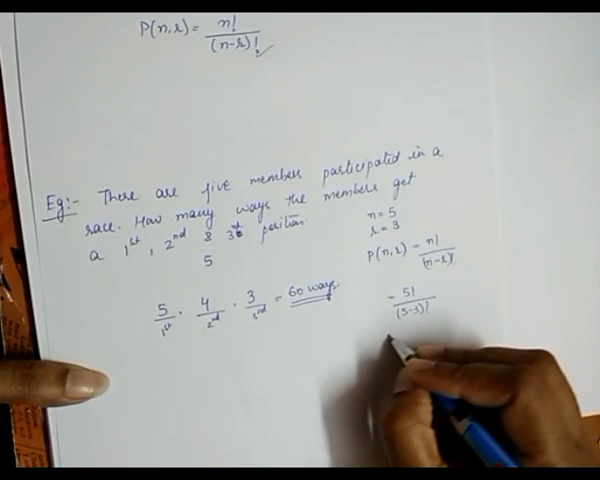 P(n,r) = n!
(n-r)!
Eg:- There are five members participated in a
race. How many ways the members get
a 1st, 2nd & 3rd position.
5
5 . 4 . 3 = 60 ways.
1st 2nd 3rd
n = 5
r = 3
P(n,r) = n!
(n-r)!
= 5!
(5-3)!